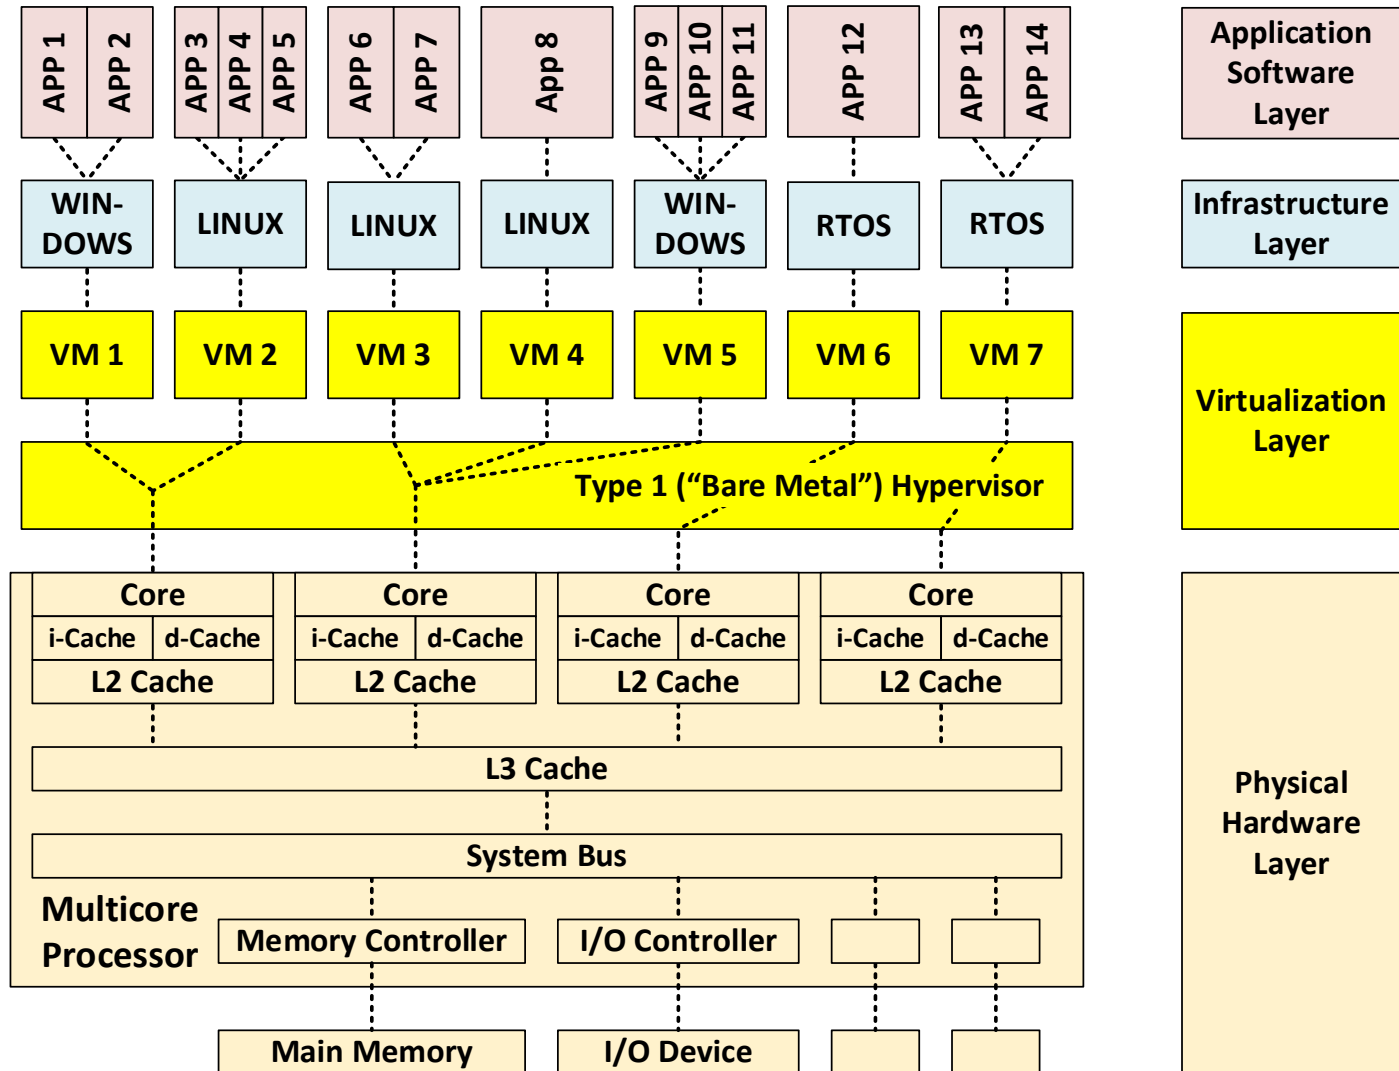 APP 1
APP 2
APP 3
APP 4
APP 5
APP 6
APP 7
App 8
APP 9
APP 10
APP 11
APP 12
APP 13
APP 14
Application
Software
Layer
WIN-
DOWS
LINUX
LINUX
LINUX
WIN-
DOWS
RTOS
RTOS
Infrastructure
Layer
VM 1
VM 2
VM 3
VM 4
VM 5
VM 6
VM 7
Virtualization
Layer
Type 1 (“Bare Metal”) Hypervisor
Core
Core
Core
Core
i-Cache
d-Cache
i-Cache
d-Cache
i-Cache
d-Cache
i-Cache
d-Cache
L2 Cache
L2 Cache
L2 Cache
L2 Cache
L3 Cache
System Bus
Physical
Hardware
Layer
Multicore
Processor
Memory Controller
I/O Controller
Main Memory
I/O Device